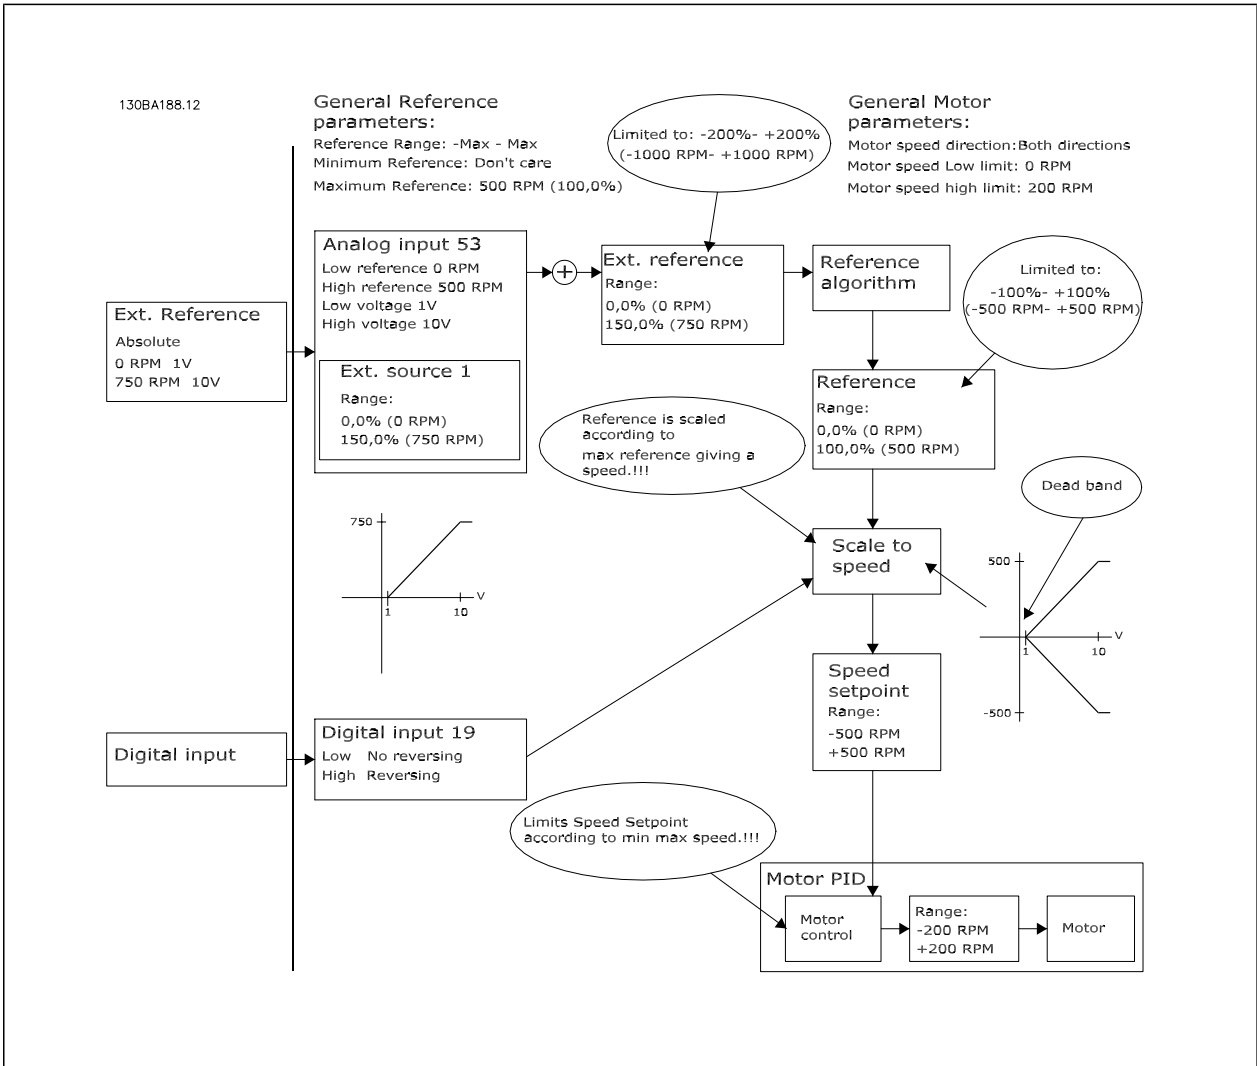 130BA188.12
General Reference
parameters:
Reference Range: -Max - Max
Minimum Reference: Don't care
Maximum Reference: 500 RPM (100,0%)
Limited to: -200%- +200%
(-1000 RPM- +1000 RPM)
General Motor
parameters:
Motor speed direction:Both directions
Motor speed Low limit: 0 RPM
Motor speed high limit: 200 RPM
Ext. Reference
Absolute
0 RPM 1V
750 RPM 10V
Analog input 53
Low reference 0 RPM
High reference 500 RPM
Low voltage 1V
High voltage 10V
Ext. source 1
Range:
0,0% (0 RPM)
150,0% (750 RPM)
+
Ext. reference
Range:
0,0% (0 RPM)
150,0% (750 RPM)
Reference
algorithm
Limited to:
-100%- +100%
(-500 RPM- +500 RPM)
Reference
Range:
0,0% (0 RPM)
100,0% (500 RPM)
Reference is scaled
according to
max reference giving a
speed.!!!
Dead band
750
1
10
V
Scale to
speed
500
V
1
10
-500
Speed
setpoint
Range:
-500 RPM
+500 RPM
Digital input
Digital input 19
Low No reversing
High Reversing
Limits Speed Setpoint
according to min max speed.!!!
Motor PID
Motor
control
Range:
-200 RPM
+200 RPM
Motor